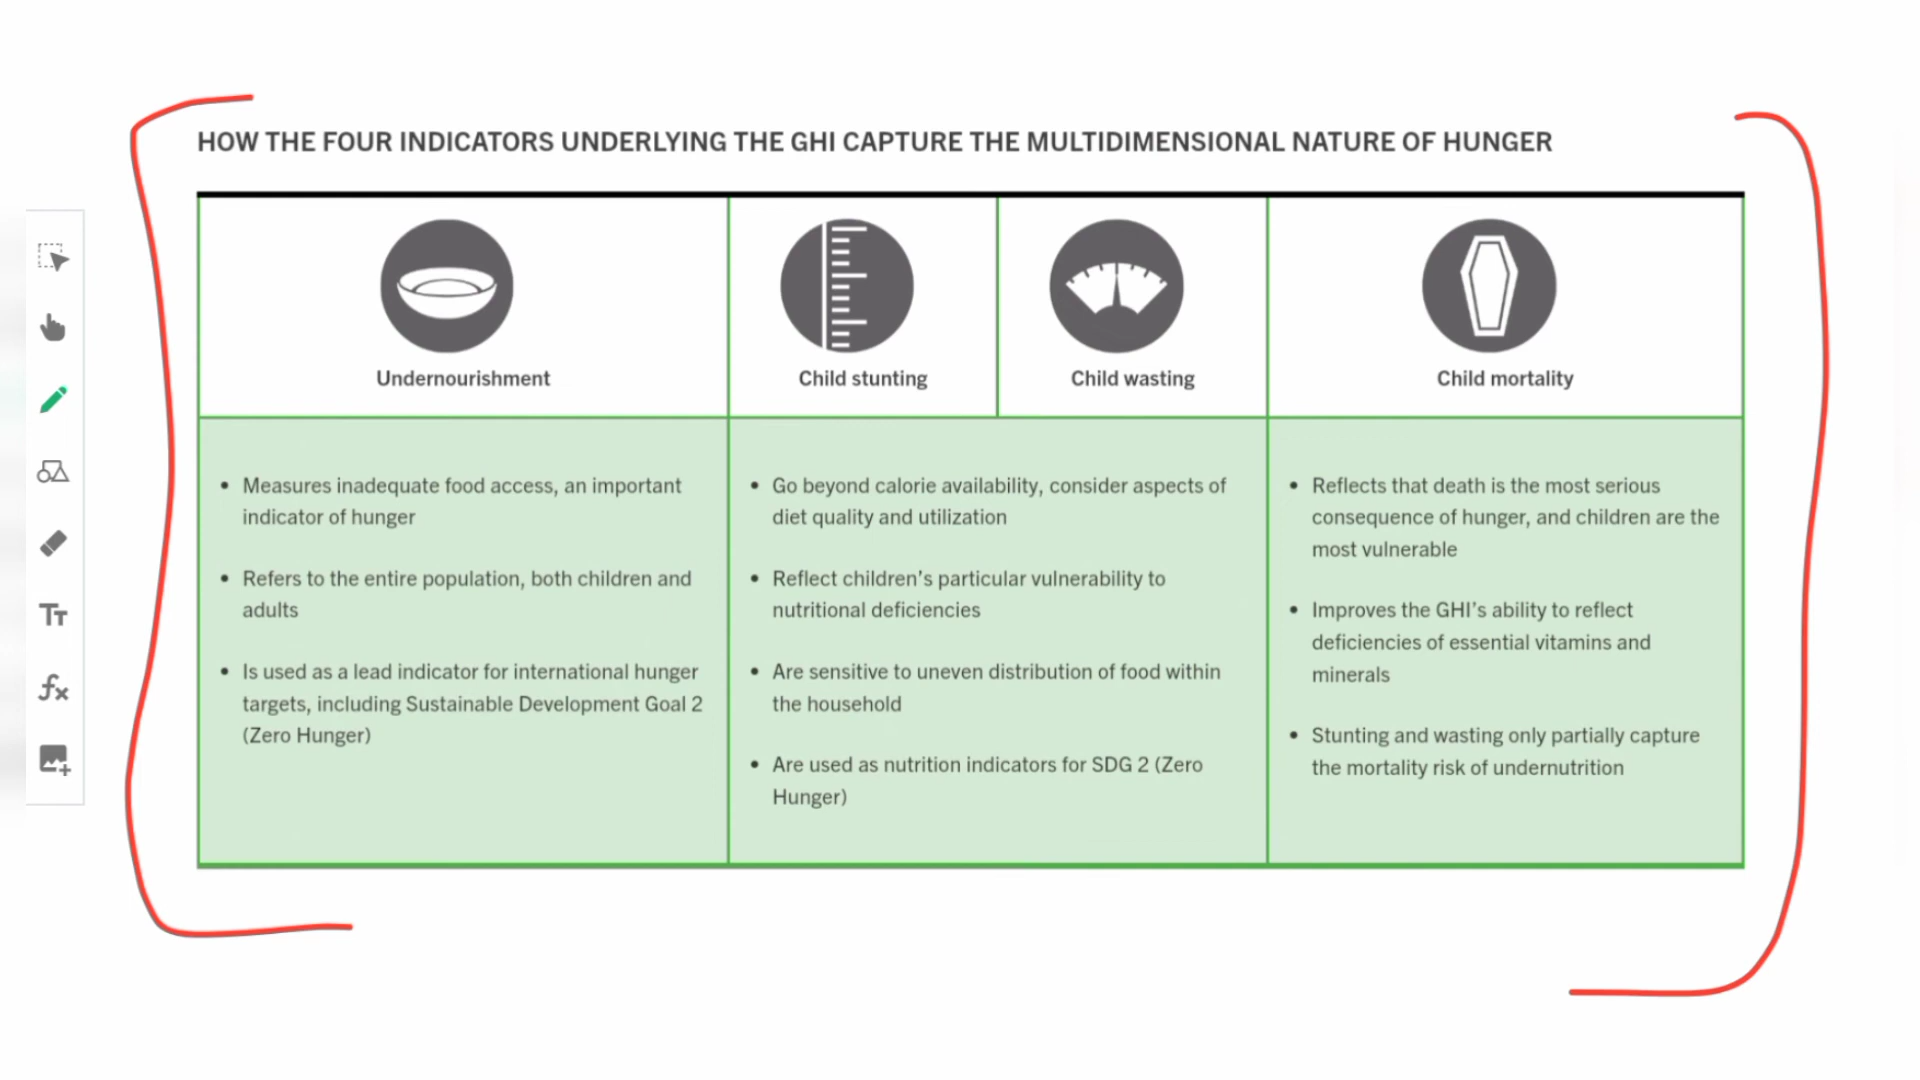 HOW THE FOUR INDICATORS UNDERLYING THE GHI CAPTURE THE MULTIDIMENSIONAL NATURE OF HUNGER
Undernourishment
Child stunting
Child wasting
Child mortality
• Measures inadequate food access, an important
indicator of hunger
• Refers to the entire population, both children and
adults
• Is used as a lead indicator for international hunger
targets, including Sustainable Development Goal 2
(Zero Hunger)
• Go beyond calorie availability, consider aspects of
diet quality and utilization
• Reflect children’s particular vulnerability to
nutritional deficiencies
• Are sensitive to uneven distribution of food within
the household
• Are used as nutrition indicators for SDG 2 (Zero
Hunger)
• Reflects that death is the most serious
consequence of hunger, and children are the
most vulnerable
• Improves the GHI’s ability to reflect
deficiencies of essential vitamins and
minerals
• Stunting and wasting only partially capture
the mortality risk of undernutrition
Tт
fx